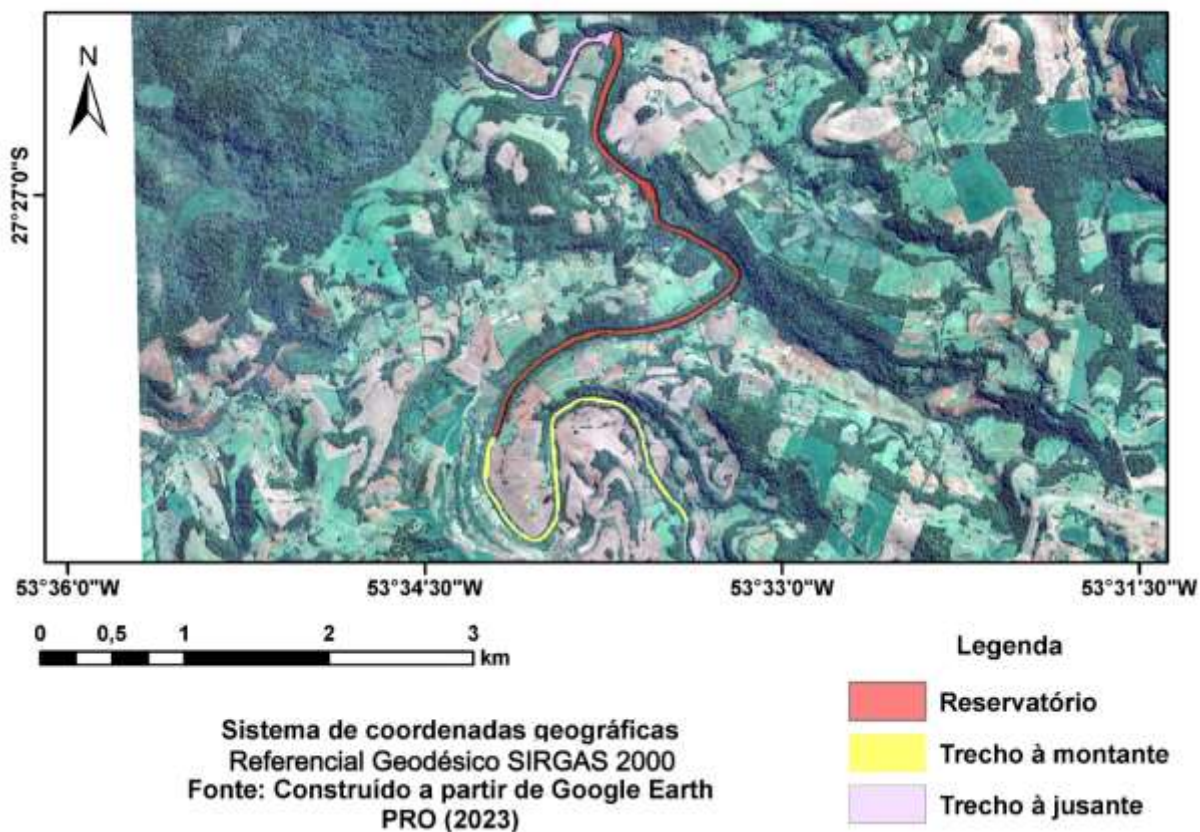 N
27°27'0"S
53°36'0"W 53°34'30"W 53°33'0"W 53°31'30"W
0 0,5 1 2 3
km
Legenda
Reservatório
Trecho à montante
Trecho à jusante
Sistema de coordenadas qeográficas
Referencial Geodésico SIRGAS 2000
Fonte: Construído a partir de Google Earth
PRO (2023)